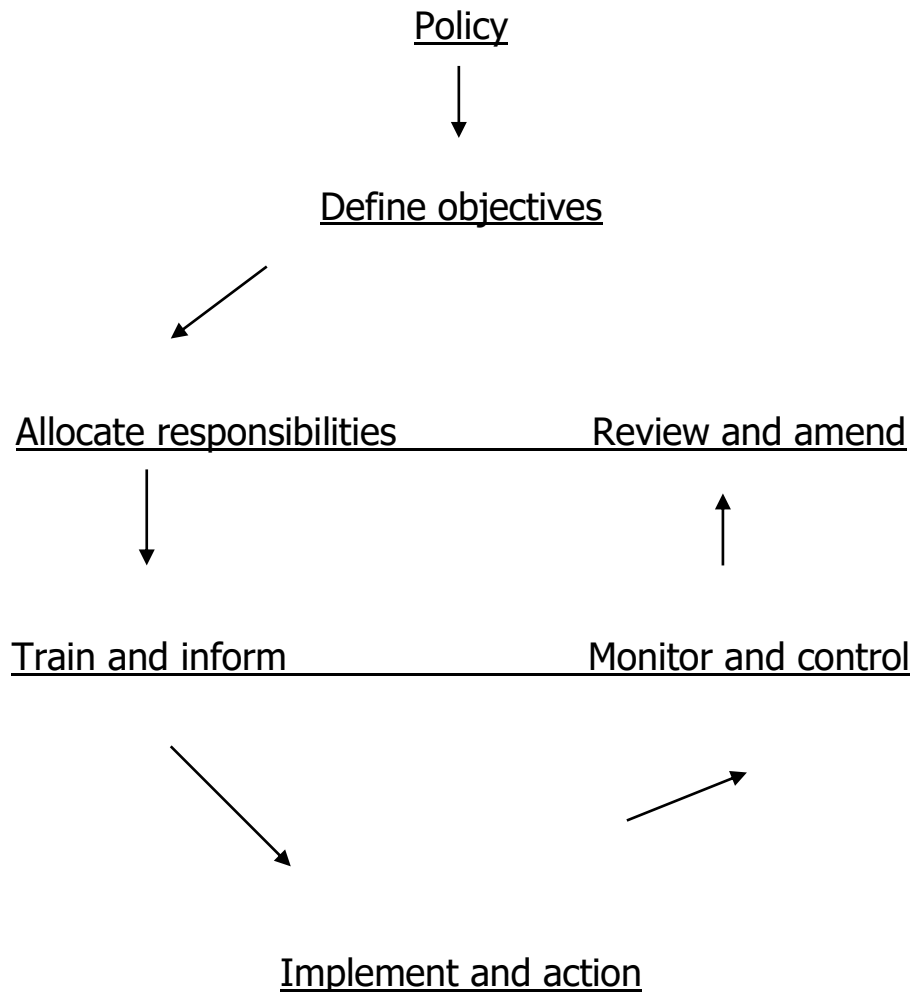 Policy
Define objectives
Allocate responsibilities Review and amend
Train and inform Monitor and control
Implement and action